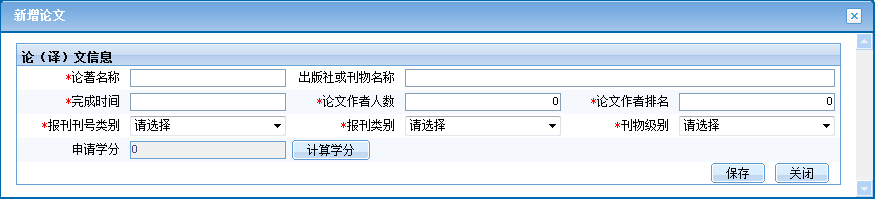 新增论文
论（译）文信息
*论著名称 出版社或刊物名称
*完成时间 *论文作者人数 0 *论文作者排名 0
*报刊刊号类别 请选择 *报刊类别 请选择 *刊物级别 请选择
申请学分 0 计算学分
保存 关闭